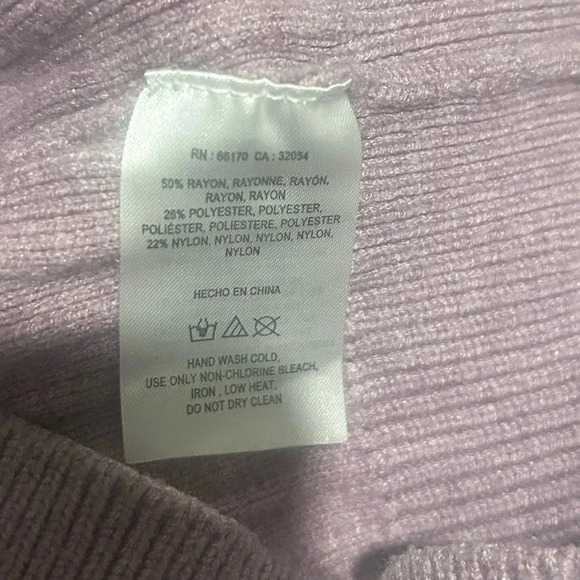 RN : 66170 CA : 32054
50% RAYON, RAYONNE, RAYÓN,
RAYON, RAYON
28% POLYESTER, POLYESTER,
POLIÉSTER, POLIESTERE, POLYESTER
22% NYLON, NYLON, NYLON, NYLON,
NYLON
HECHO EN CHINA
HAND WASH COLD,
USE ONLY NON-CHLORINE BLEACH,
IRON , LOW HEAT,
DO NOT DRY CLEAN